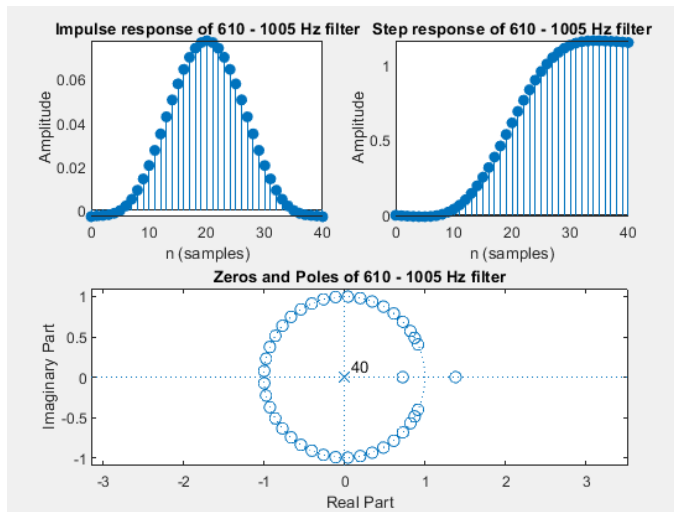 Impulse response of 610 - 1005 Hz filter
Amplitude
0.06
0.04
0.02
0
0 10 20 30 40
n (samples)
Step response of 610 - 1005 Hz filter
Amplitude
1
0.5
0
0 10 20 30 40
n (samples)
Zeros and Poles of 610 - 1005 Hz filter
Imaginary Part
1
0.5
0
-0.5
-1
40
-3 -2 -1 0 1 2 3
Real Part